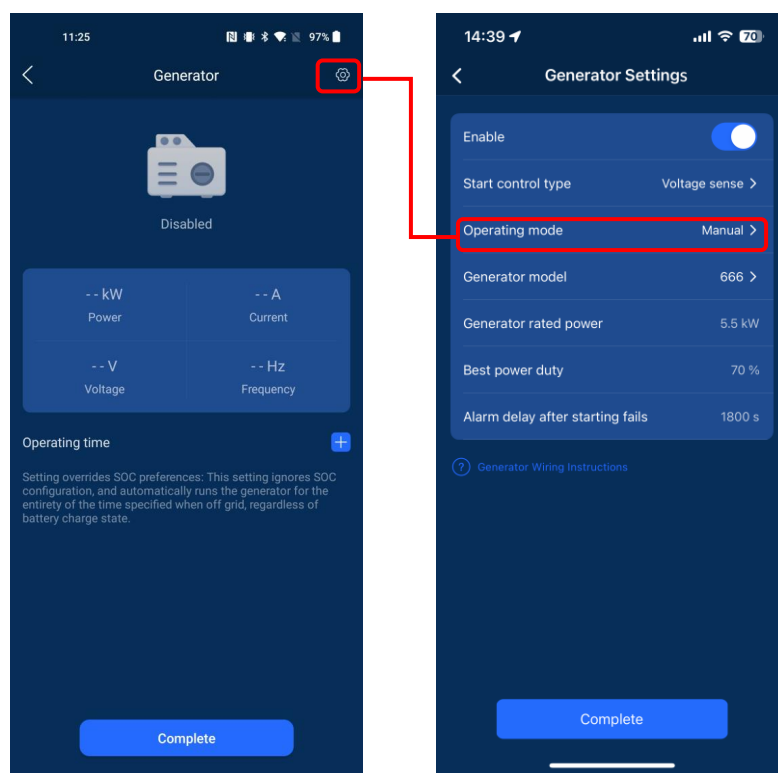 11:25
97%
Generator
Disabled
- - kW
Power
- - A
Current
- - V
Voltage
- - Hz
Frequency
Operating time
Setting overrides SOC preferences: This setting ignores SOC
configuration, and automatically runs the generator for the
entirety of the time specified when off grid, regardless of
battery charge state.
Complete
14:39
70
Generator Settings
Enable
Start control type
Voltage sense >
Operating mode
Manual >
Generator model
666 >
Generator rated power
5.5 kW
Best power duty
70 %
Alarm delay after starting fails
1800 s
? Generator Wiring Instructions
Complete